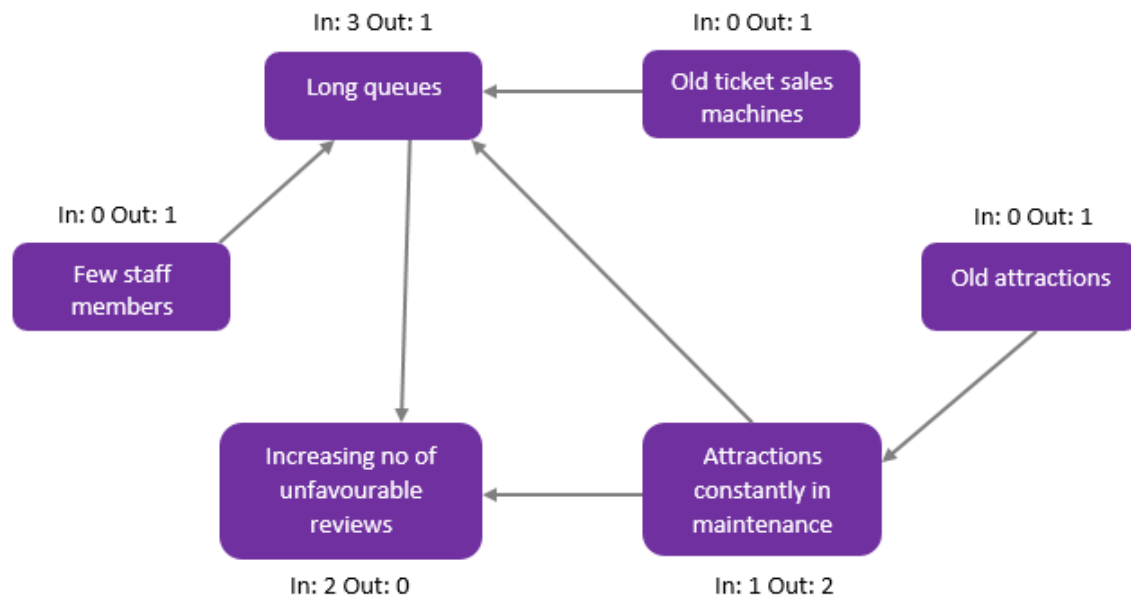 In: 3 Out: 1
In: 0 Out: 1
Long queues
Old ticket sales
machines
In: 0 Out: 1
In: 0 Out: 1
Few staff
members
Old attractions
Increasing no of
unfavourable
reviews
Attractions
constantly in
maintenance
In: 2 Out: 0
In: 1 Out: 2